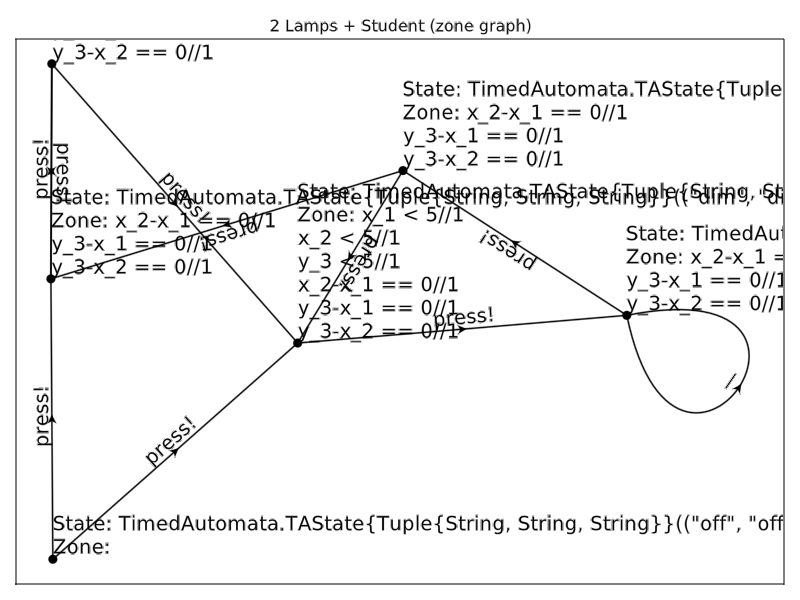 2 Lamps + Student (zone graph)
y_3-x_2 == 0//1
State: TimedAutomata.TAState{Tuple
Zone: x_2-x_1 == 0//1
y_3-x_1 == 0//1
y_3-x_2 == 0//1
press!
press!
press!
State: TimedAutomata.TAState{Tuple{String, String, String}}(("dim", "di
Zone: x_2-x_1 == 0//1
y_3-x_1 == 0//1
y_3-x_2 == 0//1
press!
State: TimedAutomata.TAState{Tuple{String, St
Zone: x_1 < 5//1
x_2 < 5//1
y_3 < 5//1
x_2-x_1 == 0//1
y_3-x_1 == 0//1
y_3-x_2 == 0//1
press!
press!
State: TimedAut
Zone: x_2-x_1 =
y_3-x_1 == 0//1
y_3-x_2 == 0//1
press!
press!
press!
State: TimedAutomata.TAState{Tuple{String, String, String}}(("off", "off
Zone: